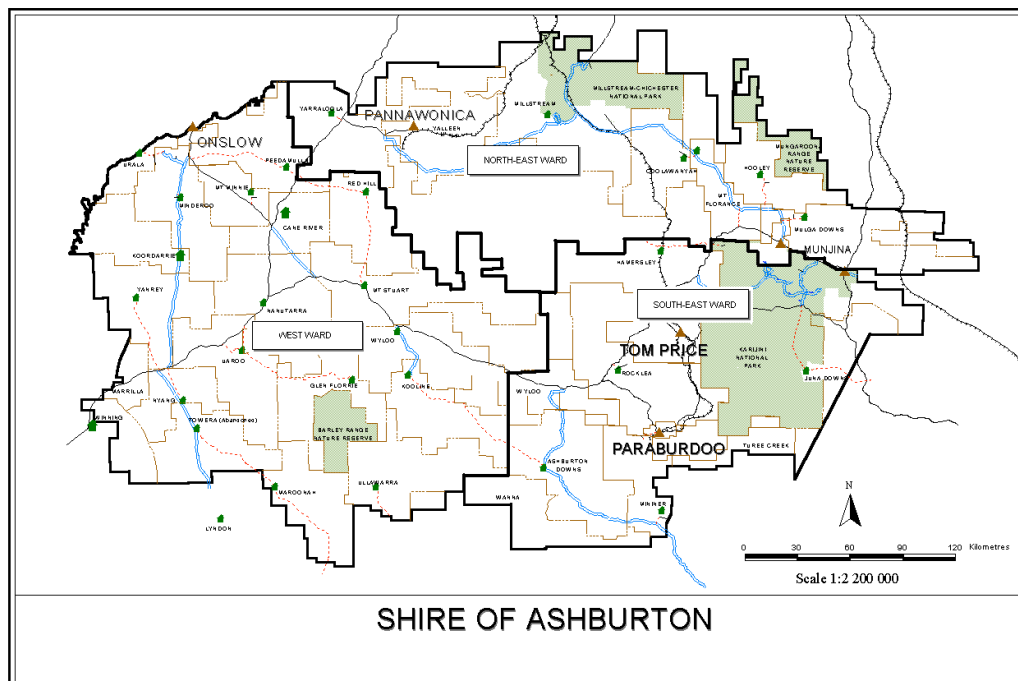 MILLSTREAM-CHICHESTER
NATIONAL PARK
MILLSTREAM
YARRALOOLA
PANNAWONICA
YALLEEN
ONSLOW
MUNGAROONA
RANGE
NATURE
RESERVE
NORTH-EAST WARD
URALA
PEEDAMULLA
COOLAWANYAH
HOOLEY
MT MINNIE
RED HILL
MT
FLORANCE
MINDEROO
CANE RIVER
MULGA DOWNS
KOORDARRIE
HAMERSLEY
MUNJINA
YANREY
MT STUART
NANUTARRA
SOUTH-EAST WARD
WEST WARD
WYLOO
TOM PRICE
UAROO
KARIJINI
NATIONAL
PARK
ROCKLEA
JUNA DOWNS
GLEN FLORRIE
KOOLINE
WYLOO
MARRILLA
NYANG
WINNING
TOWERA (Abandoned)
BARLEY RANGE
NATURE RESERVE
PARABURDOO
TUREE CREEK
ASHBURTON
DOWNS
MAROONAH
ULLAWARRA
WANNA
MININER
LYNDON
N
0 30 60 90 120 Kilometres
Scale 1:2 200 000
SHIRE OF ASHBURTON